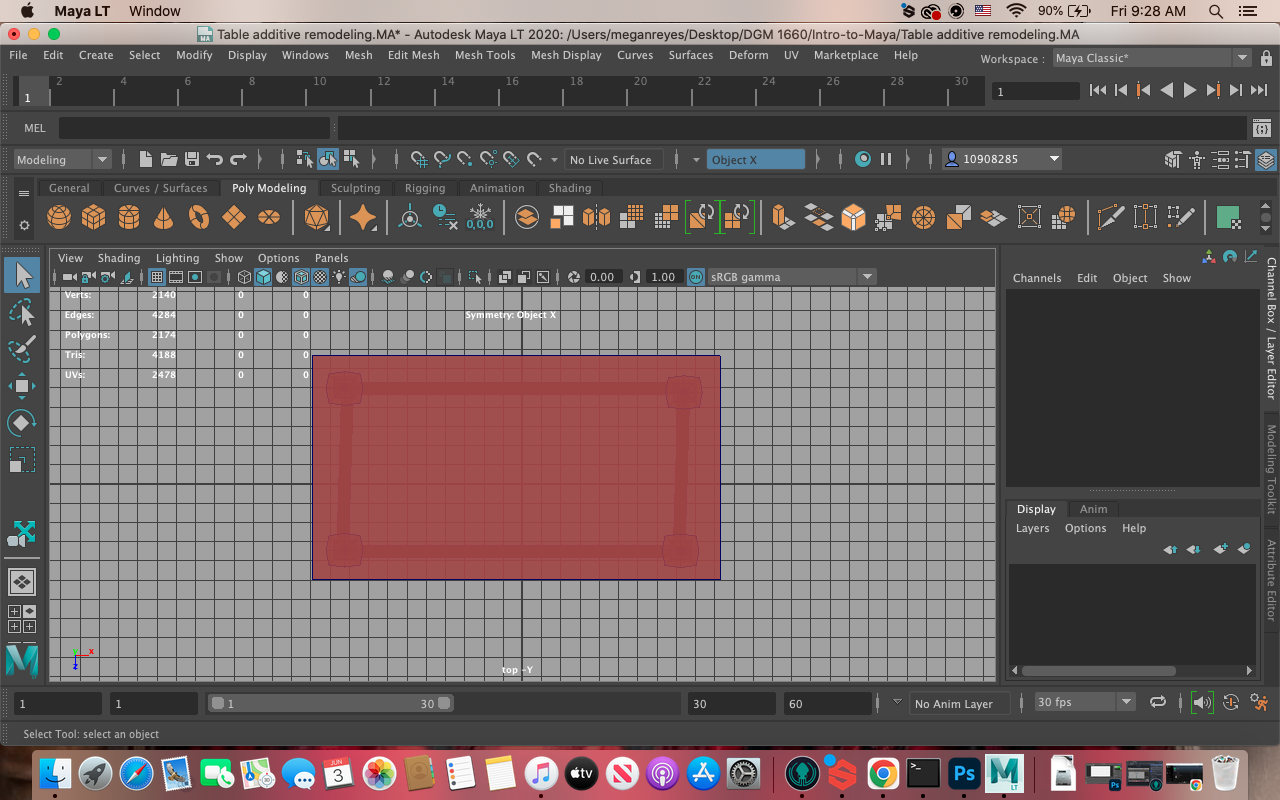 Maya LT Window 90% Fri 9:28 AM
MA Table additive remodeling.MA* - Autodesk Maya LT 2020: /Users/meganreyes/Desktop/DGM 1660/Intro-to-Maya/Table additive remodeling.MA
File Edit Create Select Modify Display Windows Mesh Edit Mesh Mesh Tools Mesh Display Curves Surfaces Deform UV Marketplace Help Workspace : Maya Classic*
1 2 4 6 8 10 12 14 16 18 20 22 24 26 28 30 1
MEL
Modeling No Live Surface Object X 10908285
General Curves / Surfaces Poly Modeling Sculpting Rigging Animation Shading
0,0,0
View Shading Lighting Show Options Panels
0.00 1.00 ON sRGB gamma
Channels Edit Object Show
Verts: 2140 0 0
Edges: 4284 0 0
Polygons: 2174 0 0
Tris: 4188 0 0
UVs: 2478 0 0
Symmetry: Object X
top -Y
y x
z
Channel Box / Layer Editor
Modeling Toolkit
Attribute Editor
Display Anim
Layers Options Help
1 1 1 30 30 60 No Anim Layer 30 fps
Select Tool: select an object
JUN
3
tv
Ps
LT